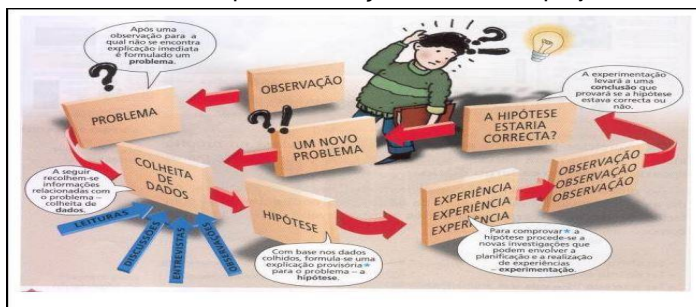 Após uma
observação para a
qual não se encontra
explicação imediata
é formulado um
problema.
?
OBSERVAÇÃO
PROBLEMA
?!
UM NOVO
PROBLEMA
A HIPÓTESE
ESTARIA
CORRECTA?
A experimentação
levará a uma
conclusão que
provará se a hipótese
estava correcta ou
não.
A seguir
recolhem-se
informações
relacionadas com
o problema –
colheita de
dados.
COLHEITA
DE
DADOS
LEITURAS
DISCUSSÕES
ENTREVISTAS
HIPÓTESE
Com base nos dados
colhidos, formula-se uma
explicação provisória*
para o problema – a
hipótese.
EXPERIÊNCIA
EXPERIÊNCIA
EXPERIÊNCIA
OBSERVAÇÃO
OBSERVAÇÃO
OBSERVAÇÃO
Para comprovar* a
hipótese procede-se a
novas investigações que
podem envolver a
planificação e a realização
de experiências
– experimentação.